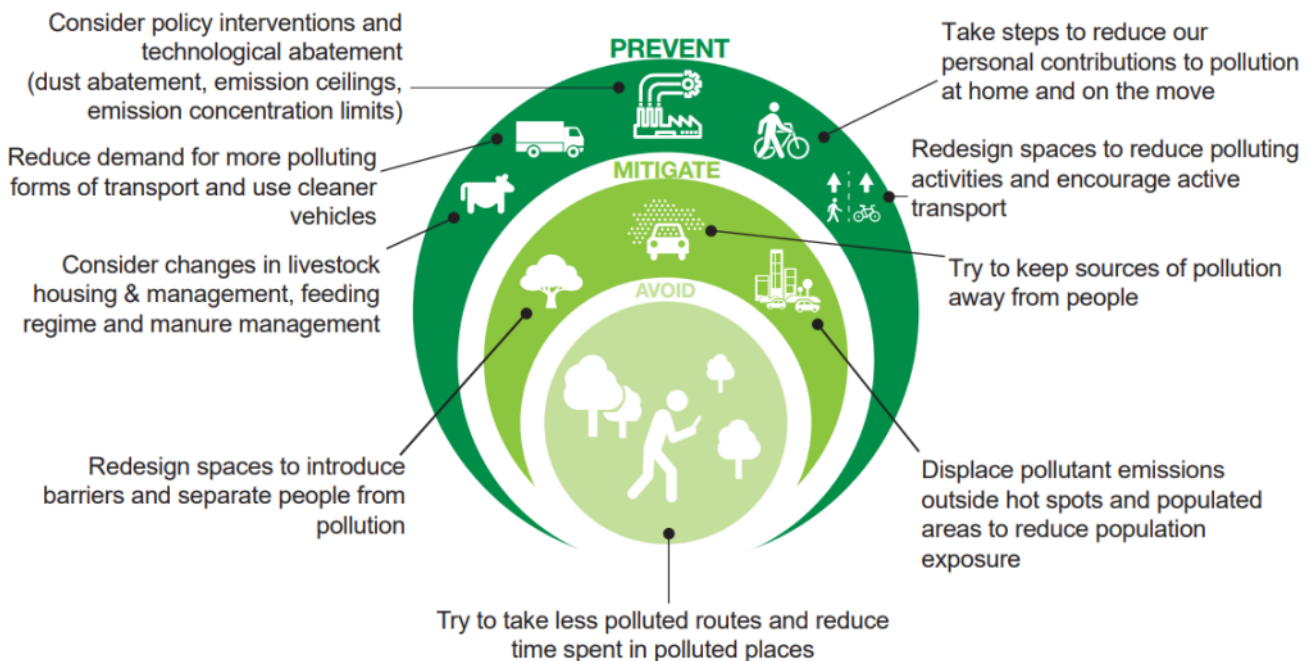 Consider policy interventions and
technological abatement
(dust abatement, emission ceilings,
emission concentration limits)
Reduce demand for more polluting
forms of transport and use cleaner
vehicles
Consider changes in livestock
housing & management, feeding
regime and manure management
Redesign spaces to introduce
barriers and separate people from
pollution
PREVENT
MITIGATE
AVOID
Take steps to reduce our
personal contributions to pollution
at home and on the move
Redesign spaces to reduce polluting
activities and encourage active
transport
Try to keep sources of pollution
away from people
Displace pollutant emissions
outside hot spots and populated
areas to reduce population
exposure
Try to take less polluted routes and reduce
time spent in polluted places